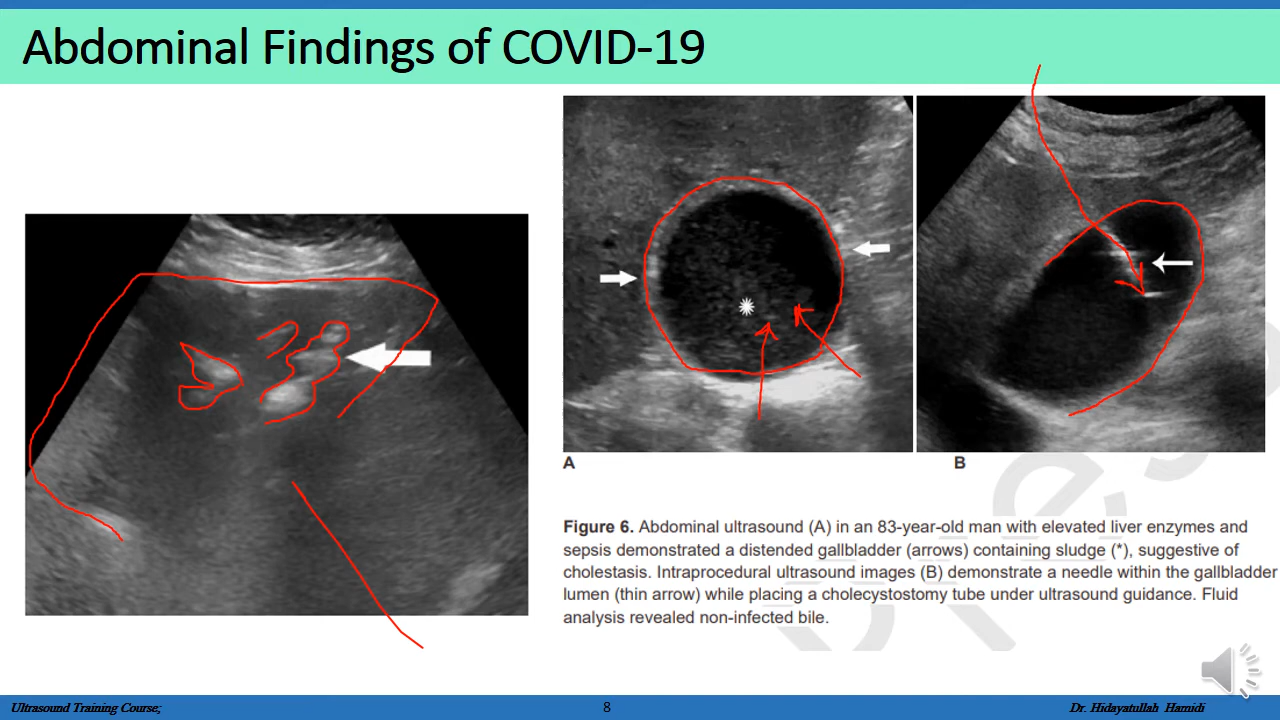 Abdominal Findings of COVID-19
A
B
Figure 6. Abdominal ultrasound (A) in an 83-year-old man with elevated liver enzymes and
sepsis demonstrated a distended gallbladder (arrows) containing sludge (*), suggestive of
cholestasis. Intraprocedural ultrasound images (B) demonstrate a needle within the gallbladder
lumen (thin arrow) while placing a cholecystostomy tube under ultrasound guidance. Fluid
analysis revealed non-infected bile.
Ultrasound Training Course;
8
Dr. Hidayatullah Hamidi